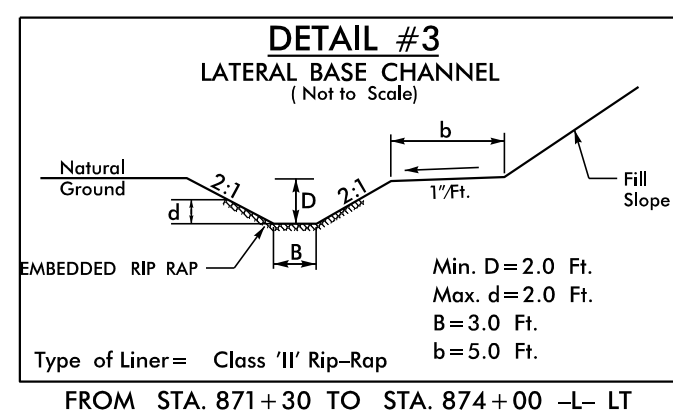 DETAIL #3
LATERAL BASE CHANNEL
( Not to Scale)
b
Natural
Ground
2:1
D
2:1
1"/Ft.
Fill
Slope
d
B
EMBEDDED RIP RAP
Min. D=2.0 Ft.
Max. d=2.0 Ft.
B=3.0 Ft.
b=5.0 Ft.
Type of Liner= Class 'II' Rip-Rap
FROM STA. 871+30 TO STA. 874+00 -L- LT